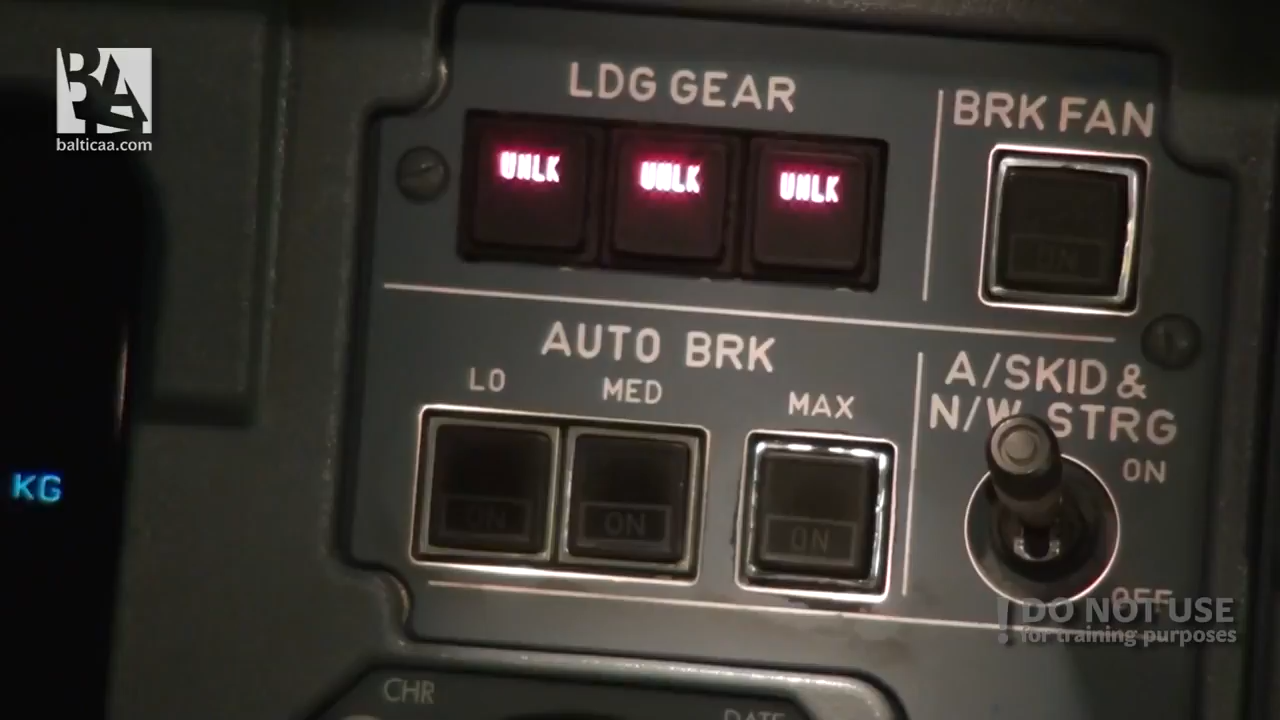 BA
balticaa.com
LDG GEAR
UNLK UNLK UNLK
BRK FAN
ON
AUTO BRK
LO MED MAX
ON ON ON
A/SKID &
N/W STRG
ON
OFF
KG
! DO NOT USE
for training purposes
CHR
DATE